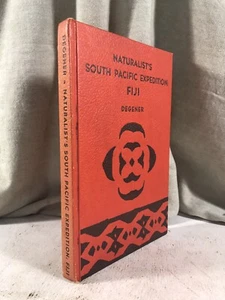 DEGENER • NATURALIST'S SOUTH PACIFIC EXPEDITION: FIJI
NATURALIST'S
SOUTH PACIFIC EXPEDITION
FIJI
DEGENER